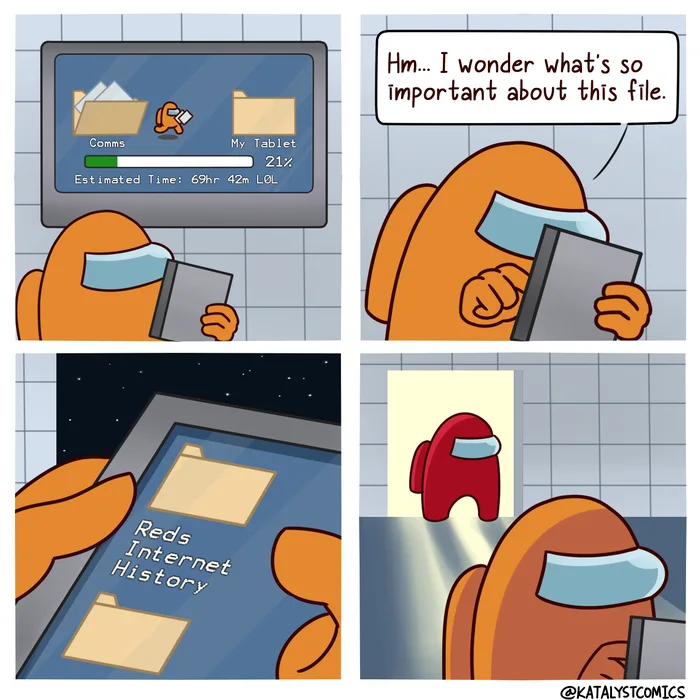 Comms
My Tablet
21%
Estimated Time: 69hr 42m LOL
Hm... I wonder what's so
important about this file.
Reds
Internet
History
@KATALYSTCOMICS